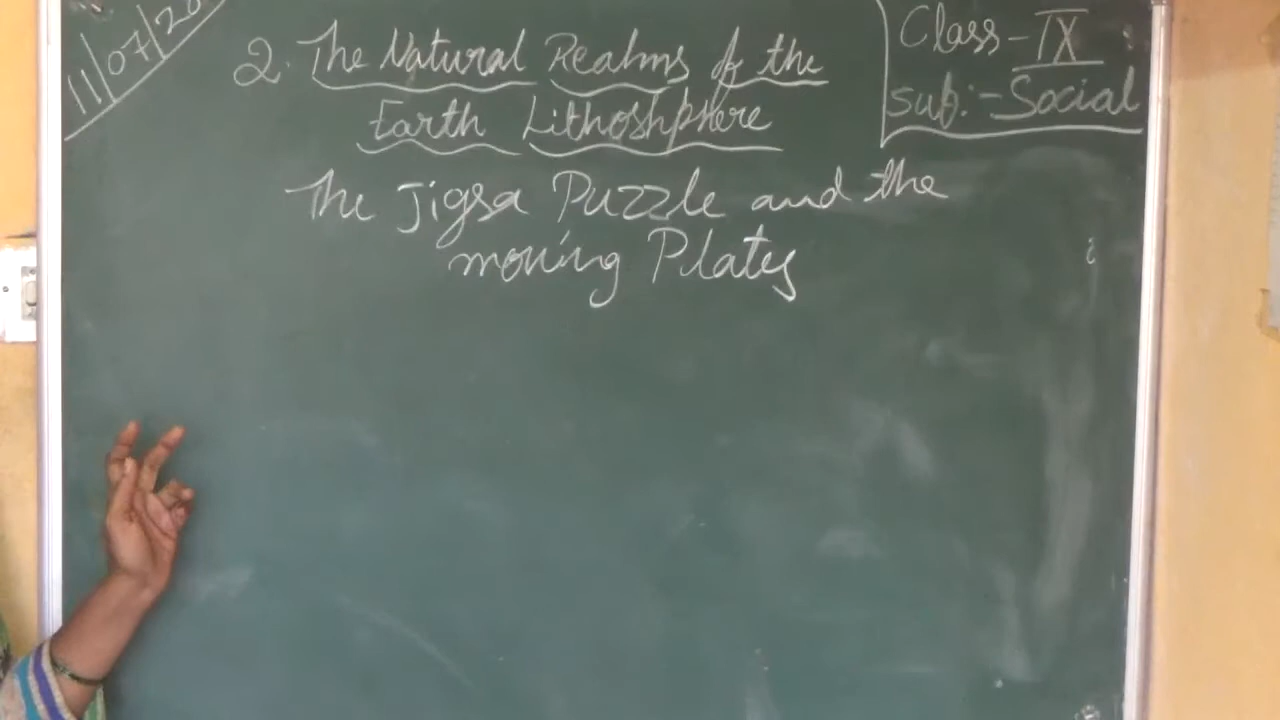 11/07/20
2. The Natural Realms of the
Earth Lithoshphere
The Jigsa Puzzle and the
moving Plates
Class - IX
Sub:- Social